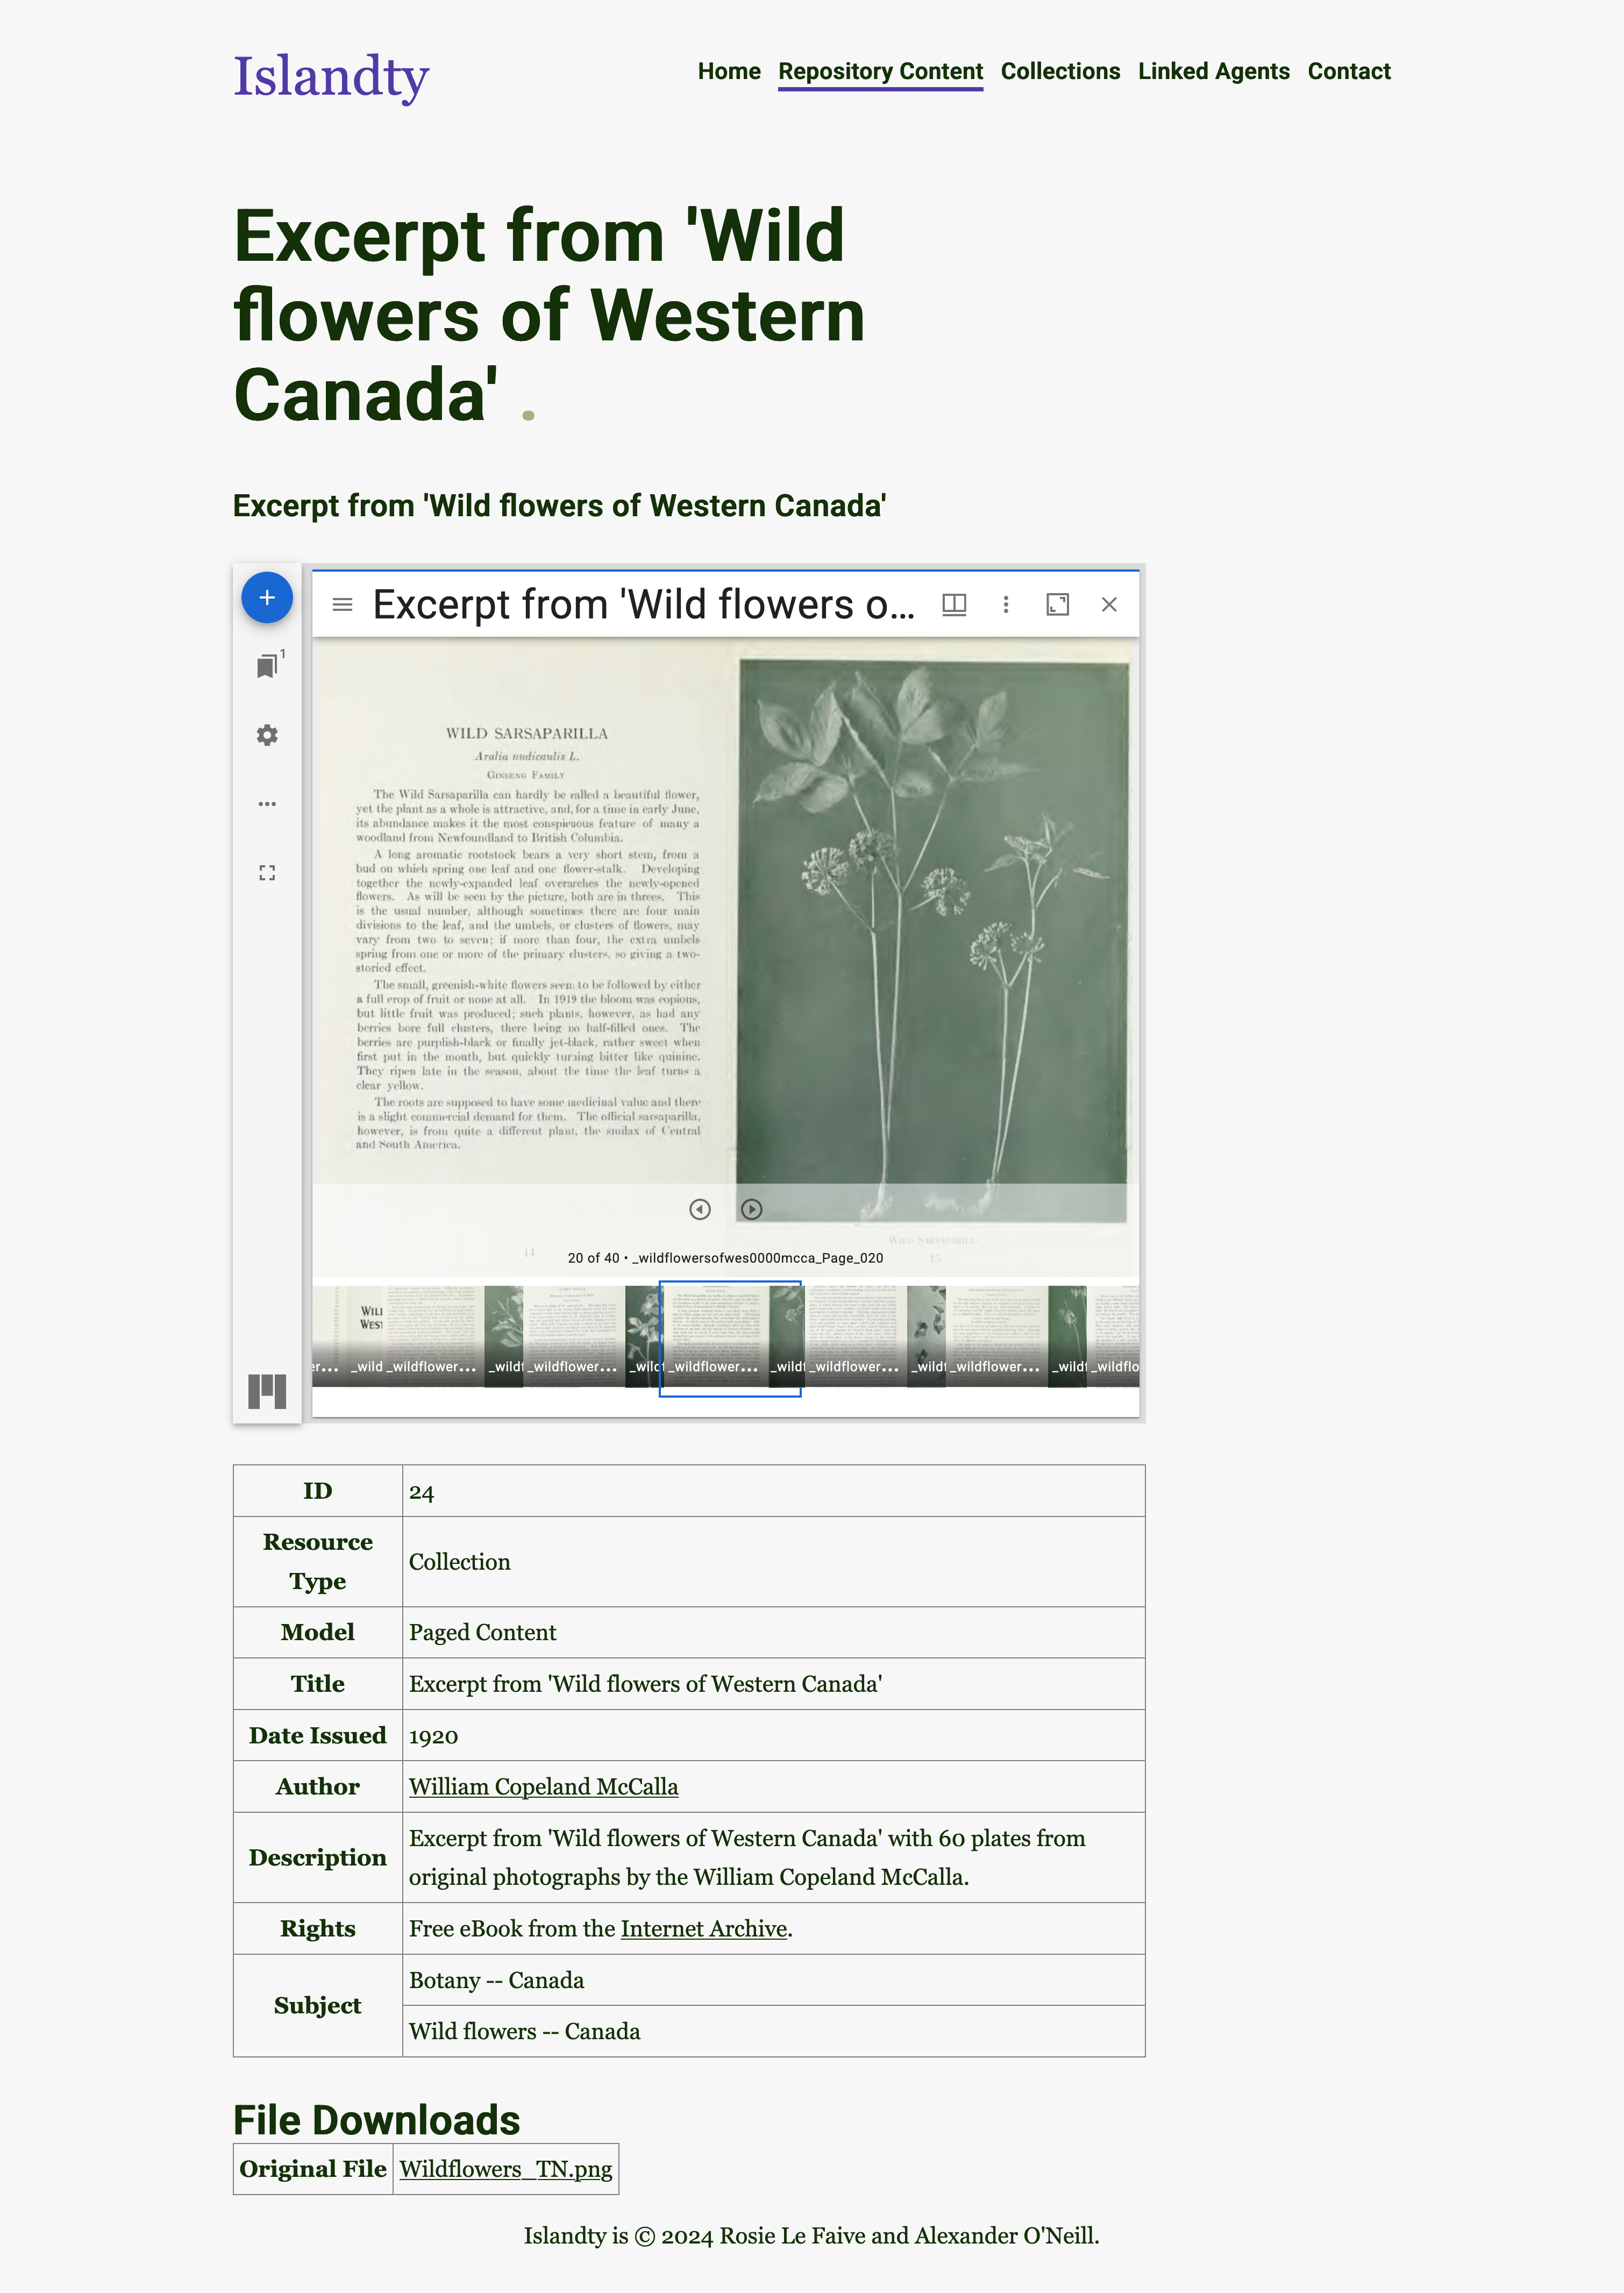 Islandty
Home Repository Content Collections Linked Agents Contact
Excerpt from 'Wild
flowers of Western
Canada' .
Excerpt from 'Wild flowers of Western Canada'
Excerpt from 'Wild flowers o...
1
WILD SARSAPARILLA
Aralia nudicaulis L.
Ginseng Family
The Wild Sarsaparilla can hardly be called a beautiful flower,
yet the plant as a whole is attractive, and, for a time in early June,
its abundance makes it the most conspicuous feature of many a
woodland from Newfoundland to British Columbia.
A long aromatic rootstock bears a very short stem, from a
bud on which spring one leaf and one flower-stalk. Developing
together the newly-expanded leaf overarches the newly-opened
flowers. As will be seen by the picture, both are in threes. This
is the usual number, although sometimes there are four main
divisions to the leaf, and the umbels, or clusters of flowers, may
vary from two to seven; if more than four, the extra umbels
spring from one or more of the primary clusters, so giving a two-
storied effect.
The small, greenish-white flowers seem to be followed by either
a full crop of fruit or none at all. In 1919 the bloom was copious,
but little fruit was produced; such plants, however, as had any
berries bore full clusters, there being no half-filled ones. The
berries are purplish-black or finally jet-black, rather sweet when
first put in the mouth, but quickly turning bitter like quinine.
They ripen late in the season, about the time the leaf turns a
clear yellow.
The roots are supposed to have some medicinal value and there
is a slight commercial demand for them. The official sarsaparilla,
however, is from quite a different plant, the smilax of Central
and South America.
Wild Sarsaparilla
14
15
20 of 40 • _wildflowersofwes0000mcca_Page_020
WILD
WEST
er... _wild _wildflower... _wildf _wildflower... _wildf _wildflower... _wildf _wildflower... _wildf _wildflower... _wildf _wildflo
ID 24
Resource
Type Collection
Model Paged Content
Title Excerpt from 'Wild flowers of Western Canada'
Date Issued 1920
Author William Copeland McCalla
Description Excerpt from 'Wild flowers of Western Canada' with 60 plates from
original photographs by the William Copeland McCalla.
Rights Free eBook from the Internet Archive.
Subject Botany -- Canada
Wild flowers -- Canada
File Downloads
Original File Wildflowers_TN.png
Islandty is © 2024 Rosie Le Faive and Alexander O'Neill.